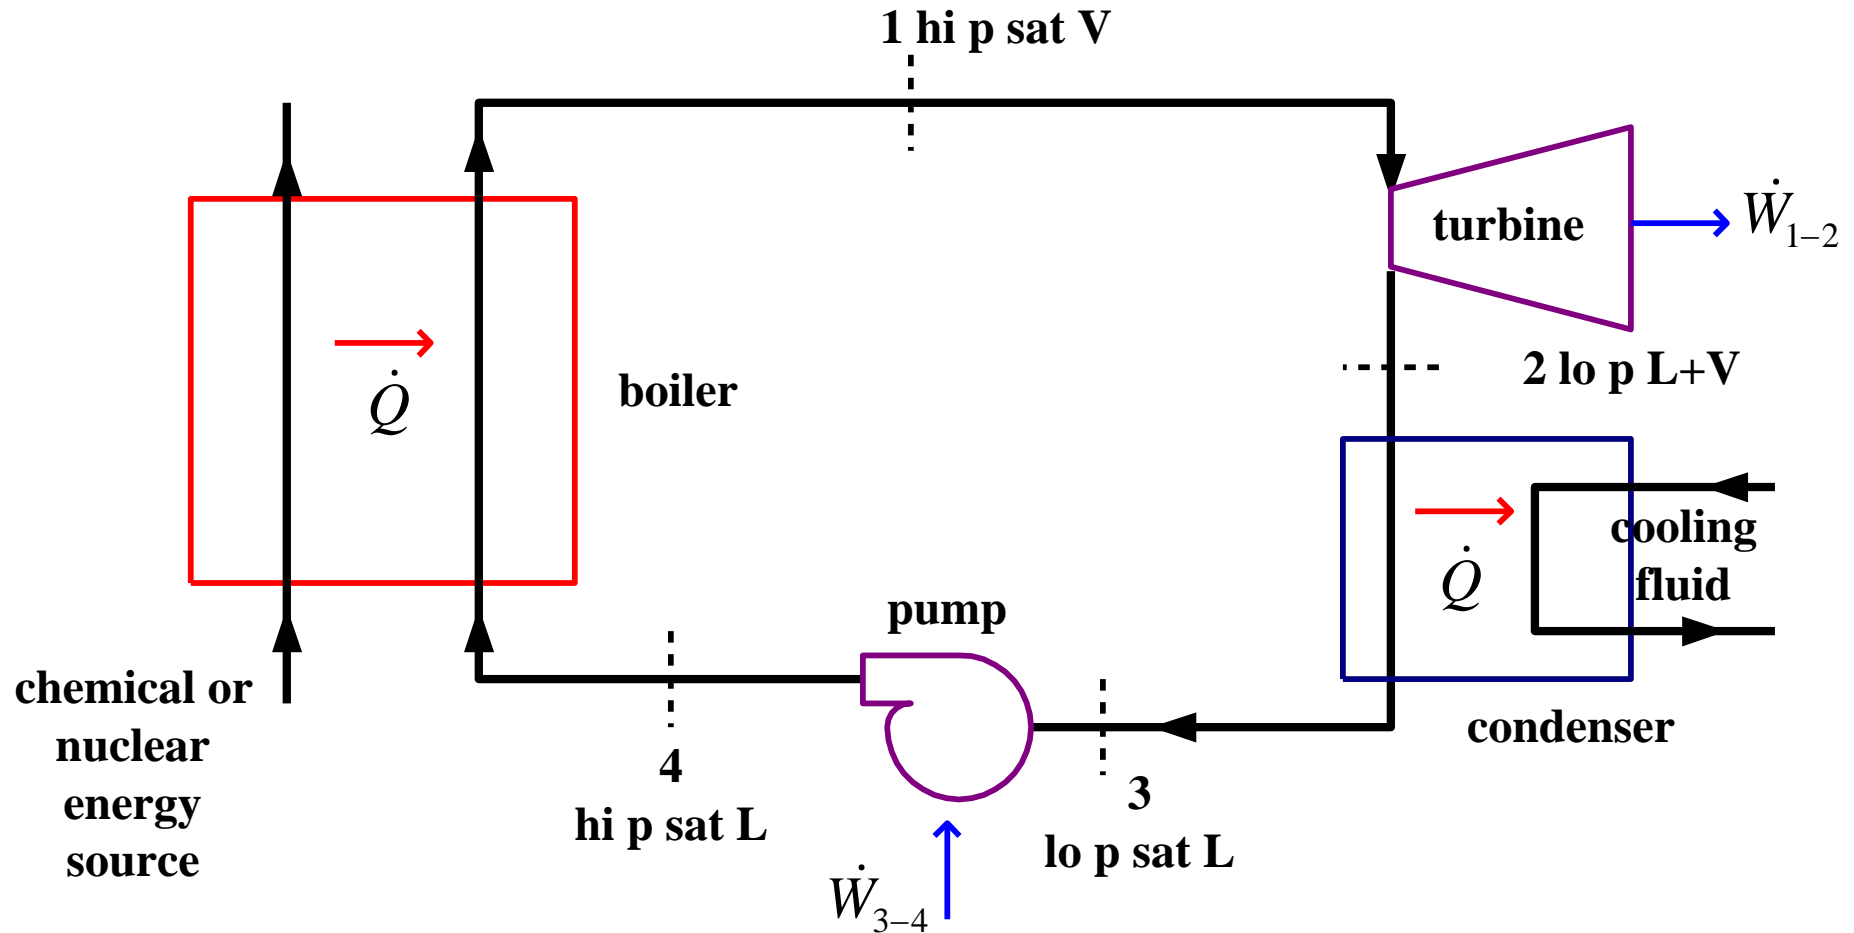 1 hi p sat V
turbine
Ẇ1−2
2 lo p L+V
boiler
Q̇
cooling
fluid
Q̇
condenser
pump
chemical or
nuclear
energy
source
4
hi p sat L
3
lo p sat L
Ẇ3−4